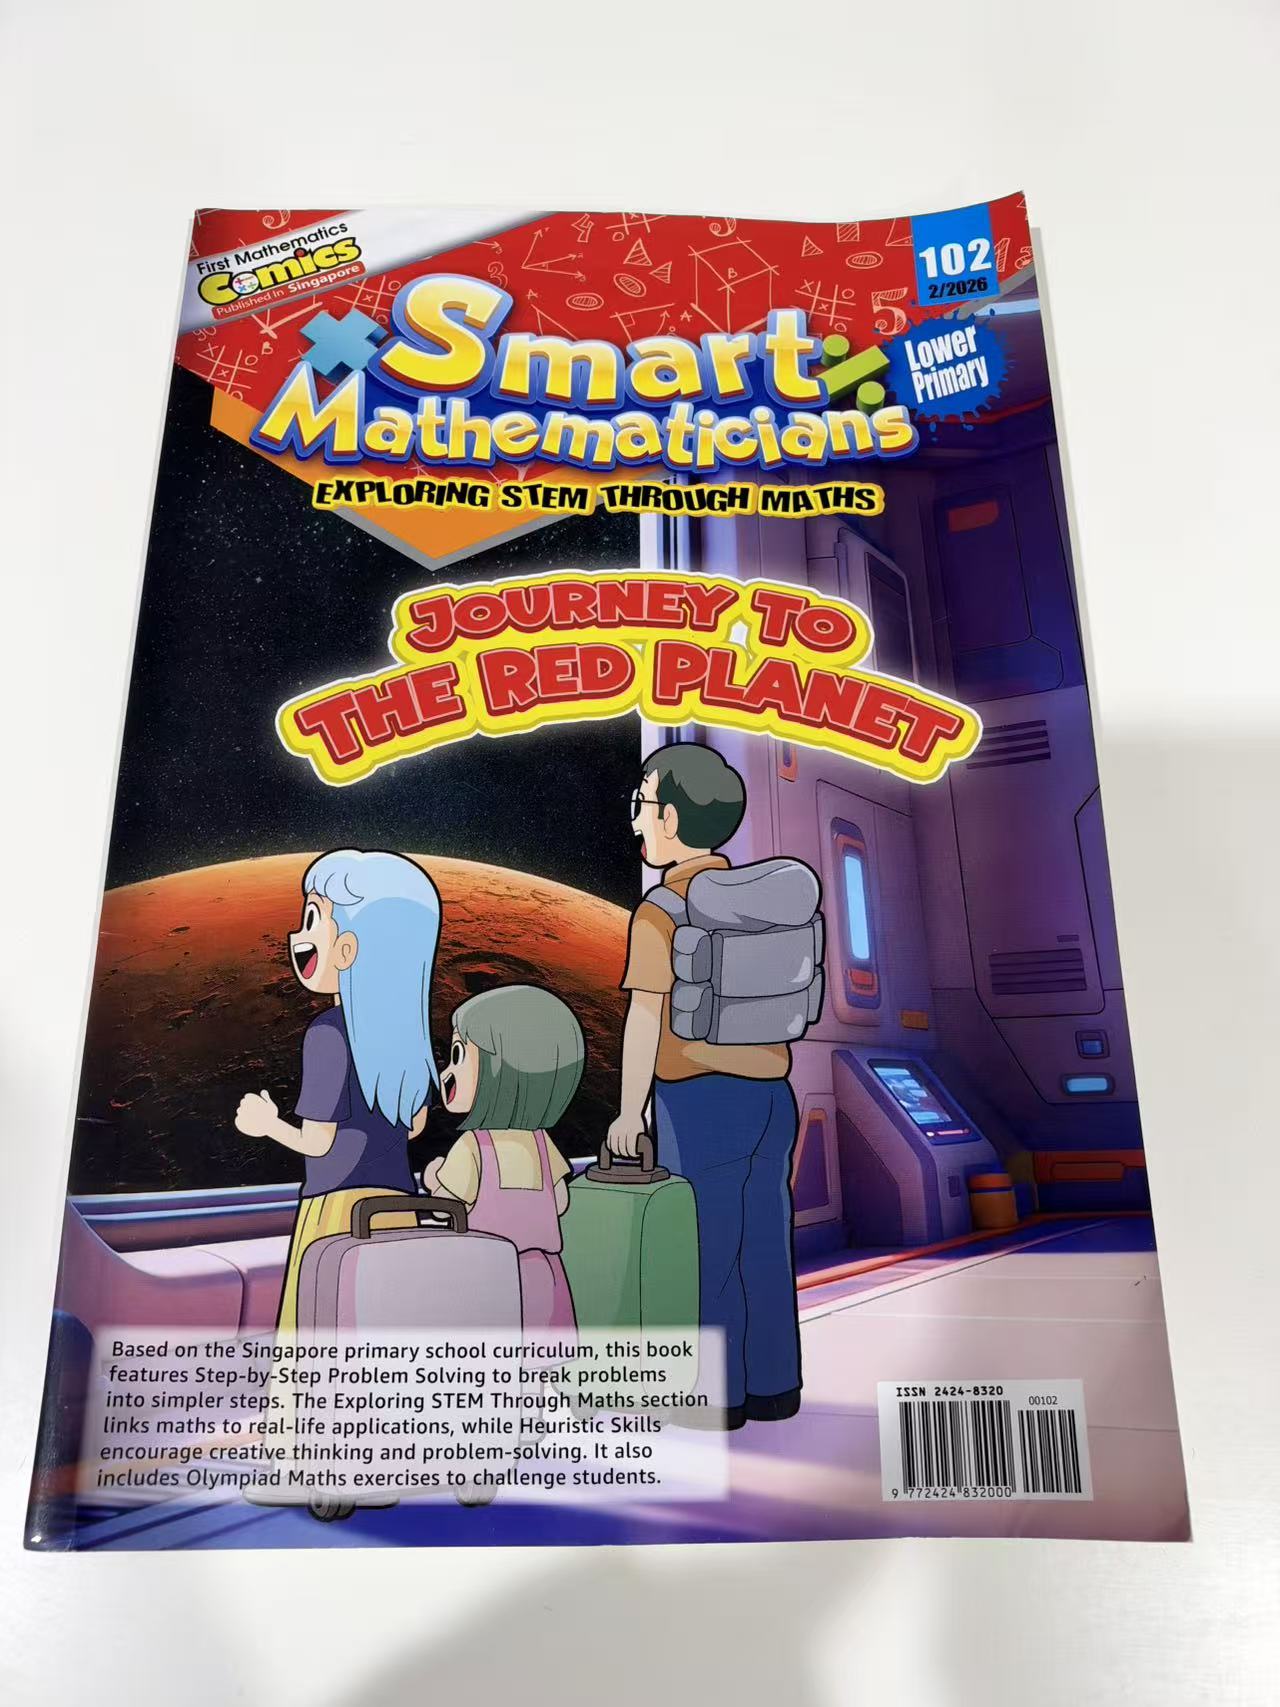 First Mathematics
Comics
Published in Singapore
102
2/2026
Smart
Mathematicians
Lower
Primary
EXPLORING STEM THROUGH MATHS
JOURNEY TO
THE RED PLANET
Based on the Singapore primary school curriculum, this book
features Step-by-Step Problem Solving to break problems
into simpler steps. The Exploring STEM Through Maths section
links maths to real-life applications, while Heuristic Skills
encourage creative thinking and problem-solving. It also
includes Olympiad Maths exercises to challenge students.
ISSN 2424-8320
00102
9 772424 832000